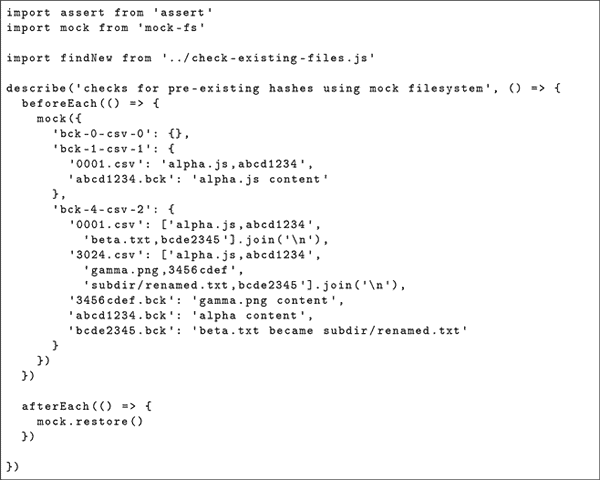 import assert from 'assert'
import mock from 'mock-fs'

import findNew from '../check-existing-files.js'

describe('checks for pre-existing hashes using mock filesystem', () => {
  beforeEach(() => {
    mock({
      'bck-0-csv-0': {},
      'bck-1-csv-1': {
        '0001.csv': 'alpha.js,abcd1234',
        'abcd1234.bck': 'alpha.js content'
      },
      'bck-4-csv-2': {
        '0001.csv': ['alpha.js,abcd1234',
          'beta.txt,bcde2345'].join('\n'),
        '3024.csv': ['alpha.js,abcd1234',
          'gamma.png,3456cdef',
          'subdir/renamed.txt,bcde2345'].join('\n'),
        '3456cdef.bck': 'gamma.png content',
        'abcd1234.bck': 'alpha content',
        'bcde2345.bck': 'beta.txt became subdir/renamed.txt'
      }
    })
  })

  afterEach(() => {
    mock.restore()
  })

})